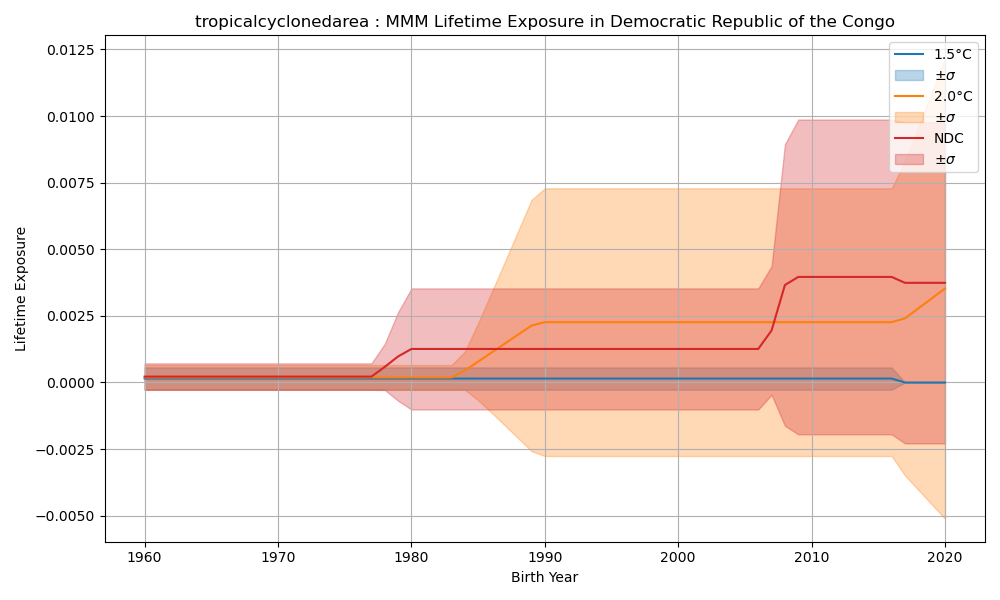 tropicalcyclonedarea : MMM Lifetime Exposure in Democratic Republic of the Congo
1.5°C
±σ
2.0°C
±σ
NDC
±σ
Lifetime Exposure
0.0125
0.0100
0.0075
0.0050
0.0025
0.0000
−0.0025
−0.0050
1960 1970 1980 1990 2000 2010 2020
Birth Year